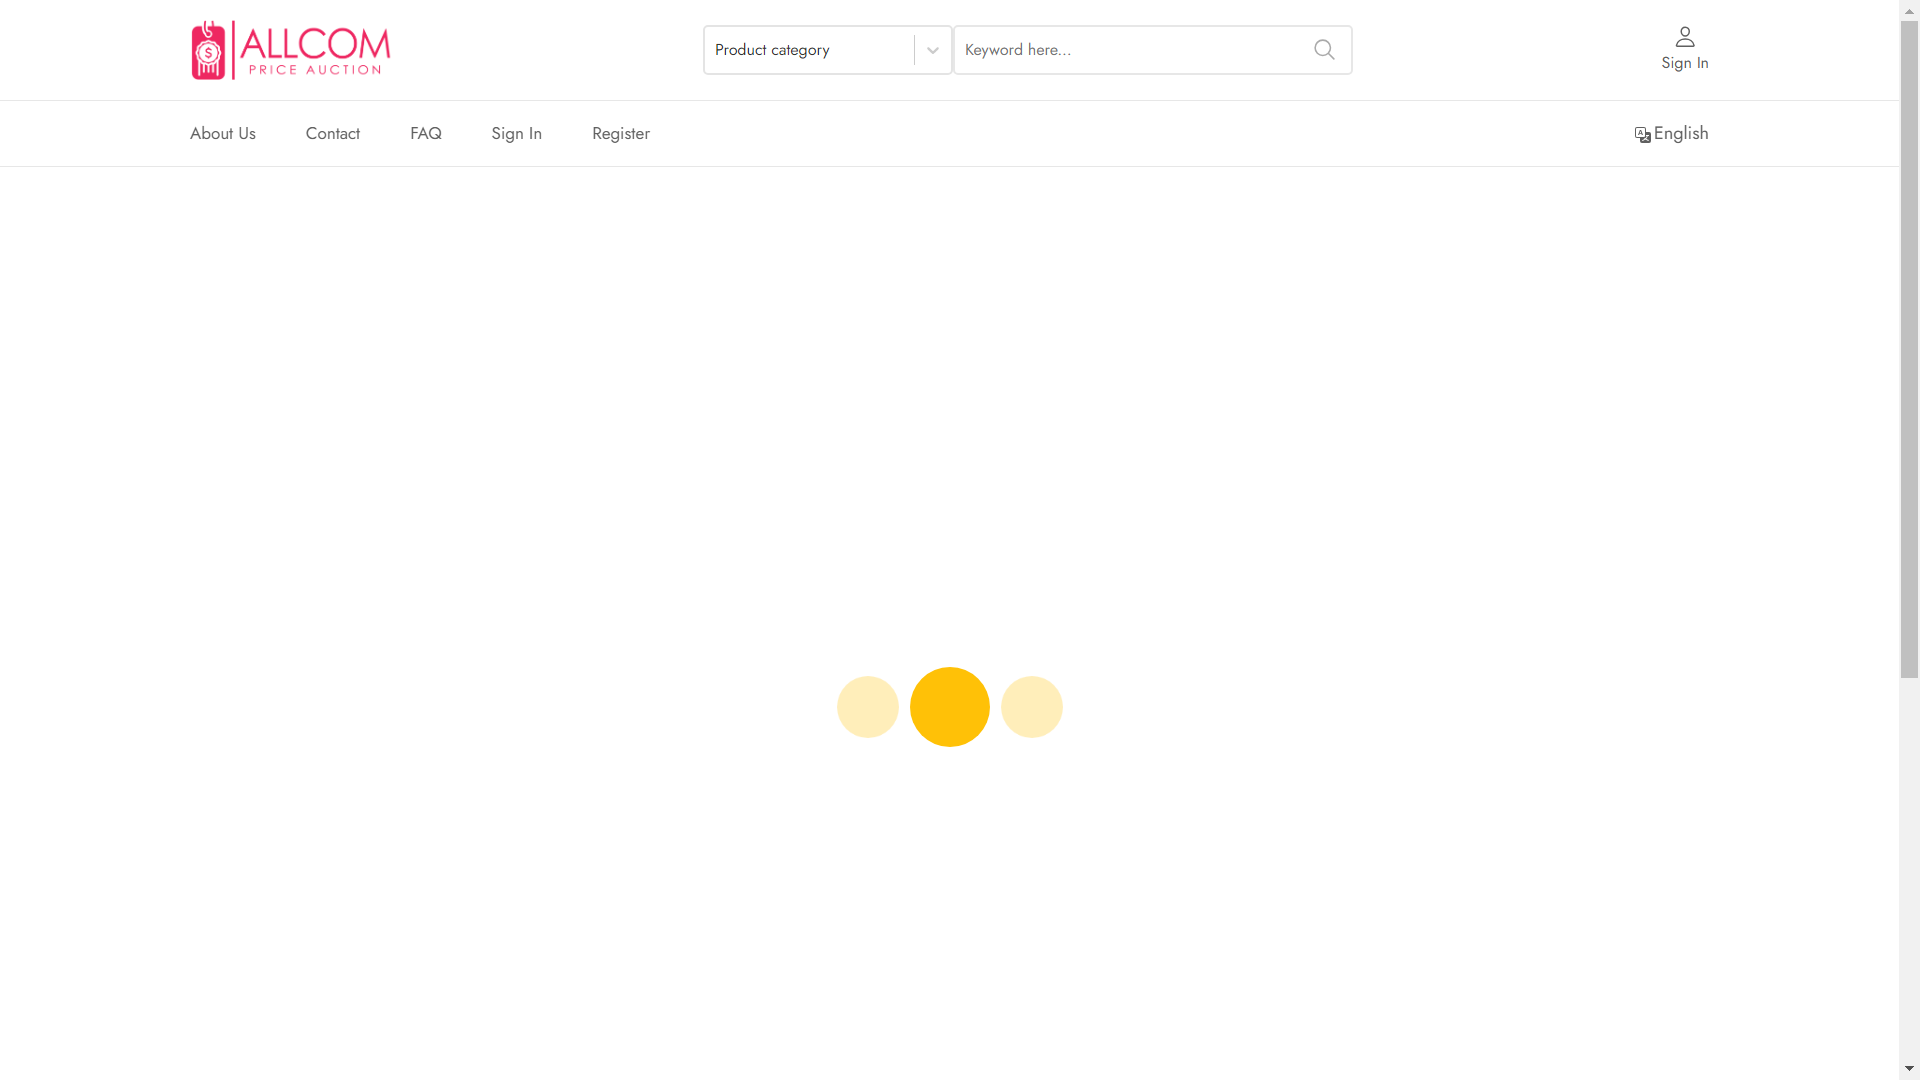 ALLCOM
PRICE AUCTION
Product category
Keyword here...
Sign In
About Us
Contact
FAQ
Sign In
Register
English